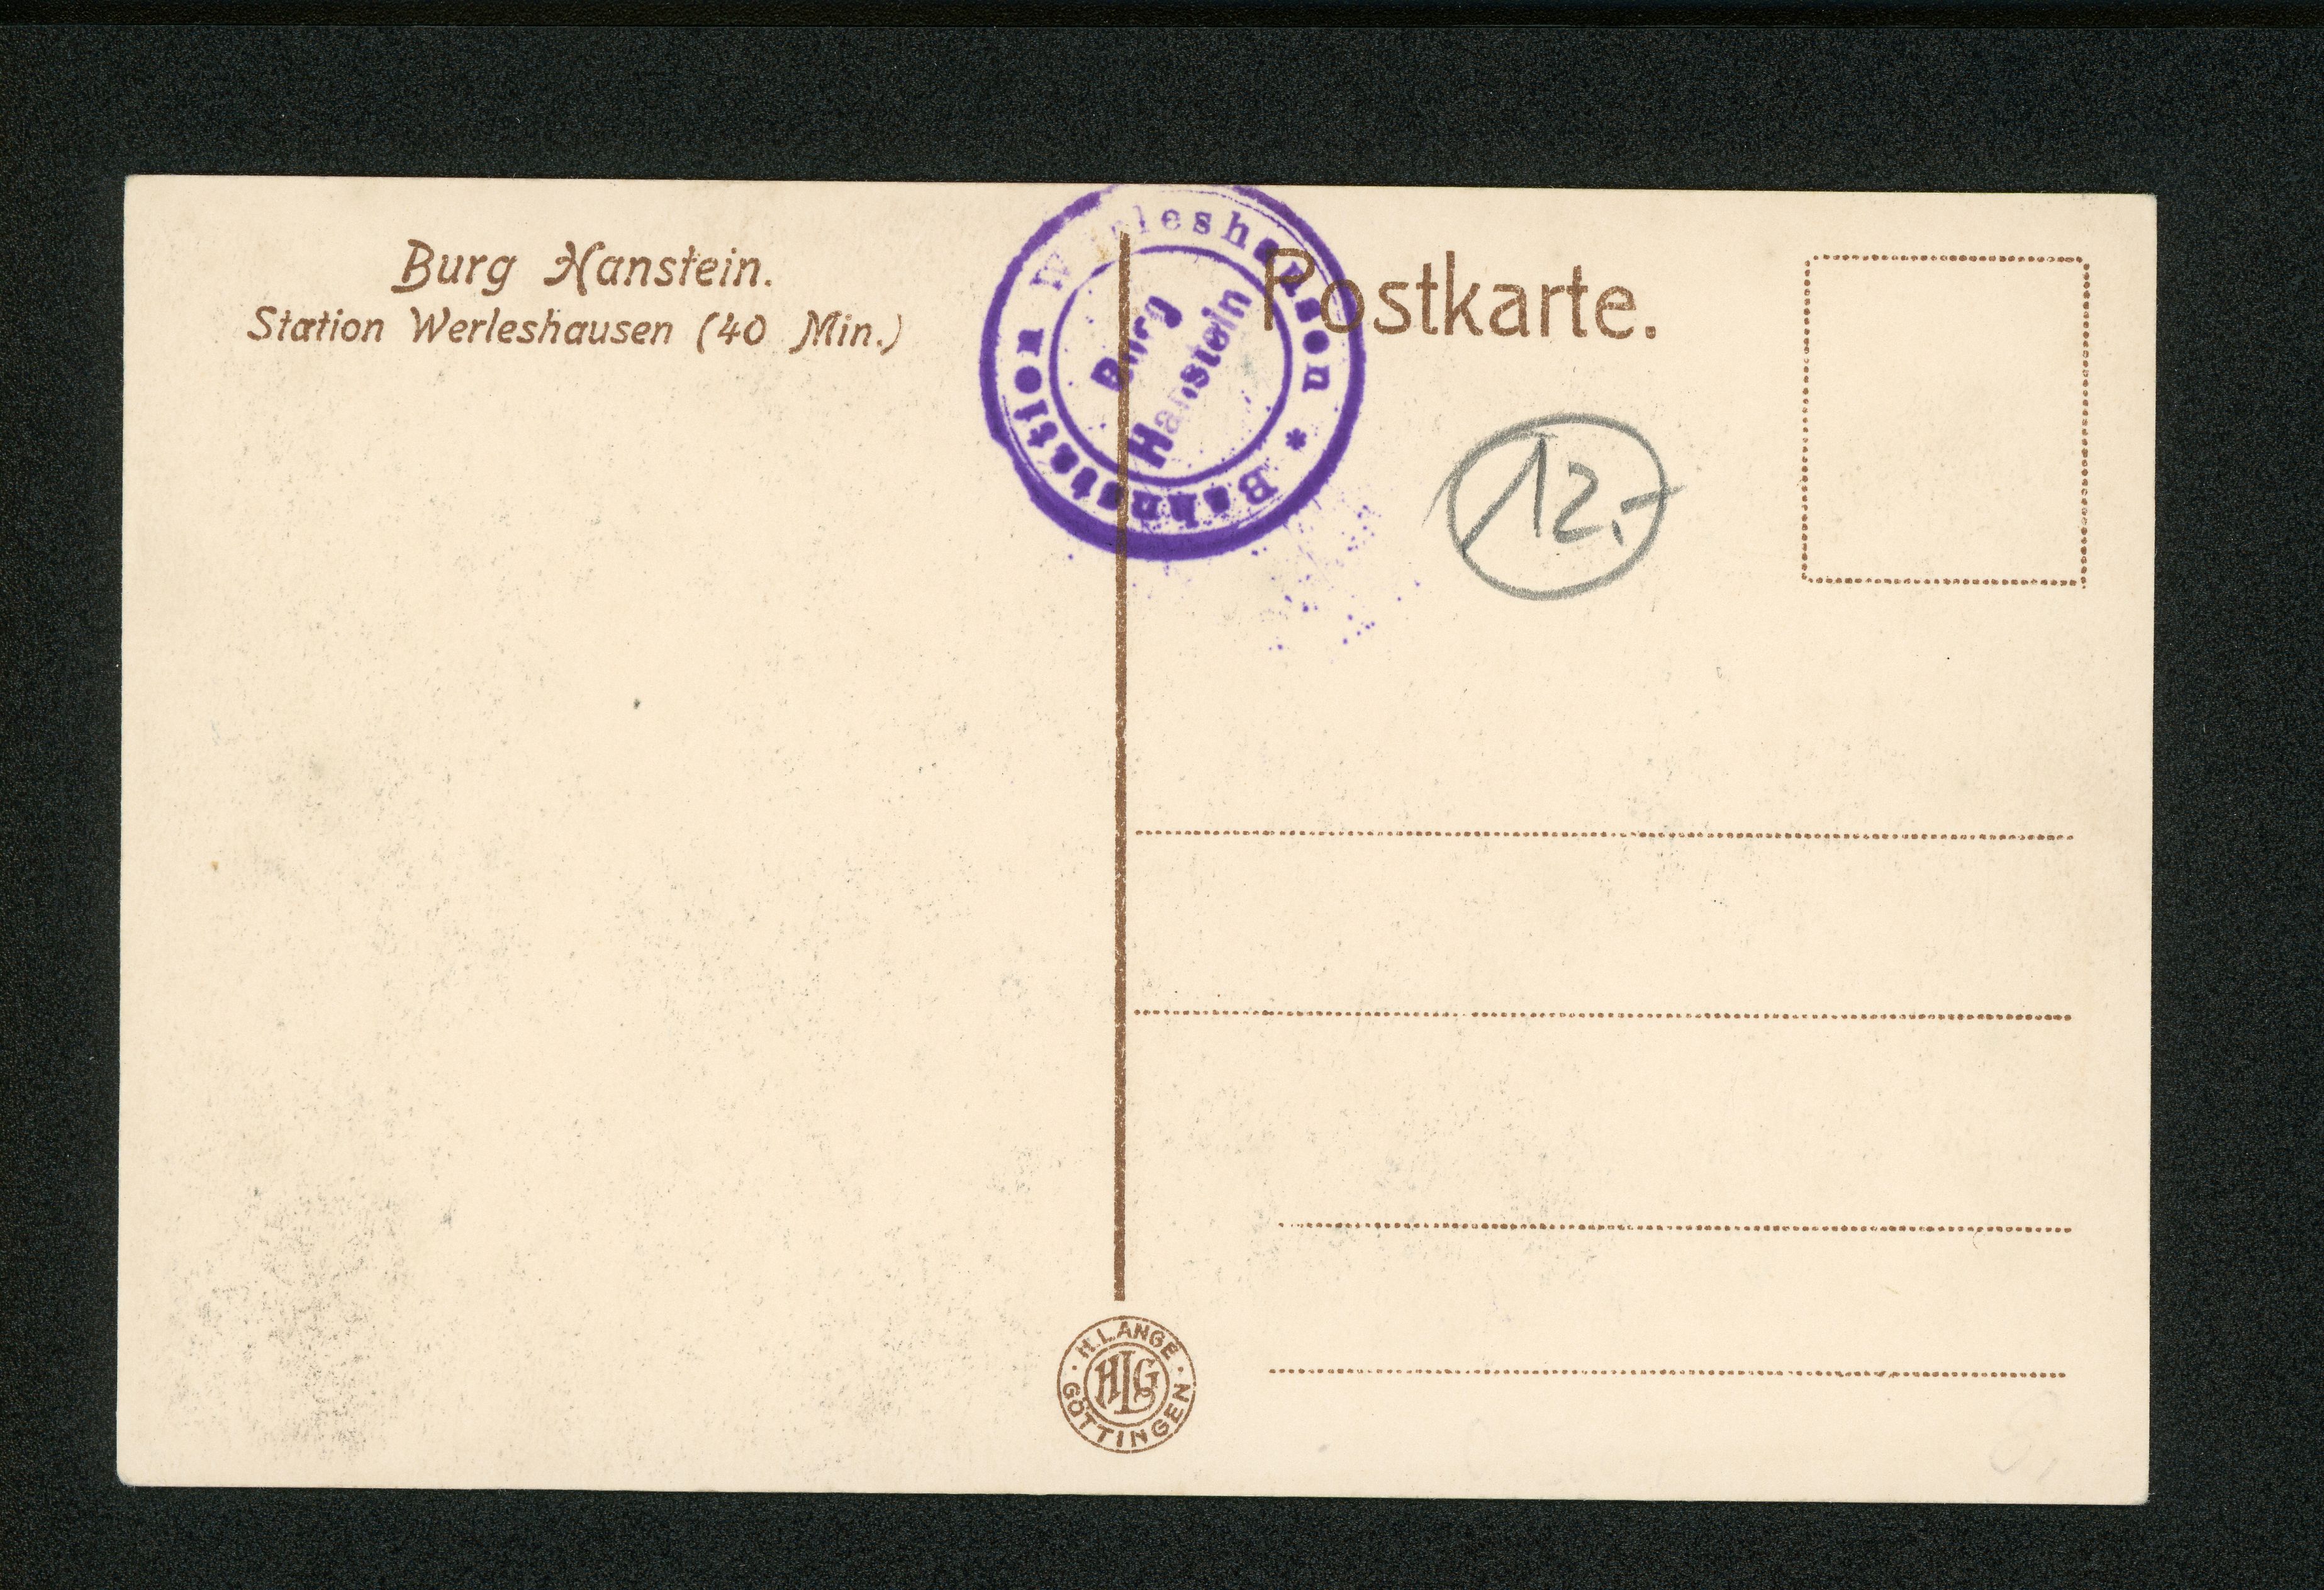 Burg Hanstein.
Station Werleshausen (40 Min.)
Bahnstation Werleshausen *
Burg
Hanstein
Postkarte.
12,-
H. LANGE · GÖTTINGEN ·
HLG